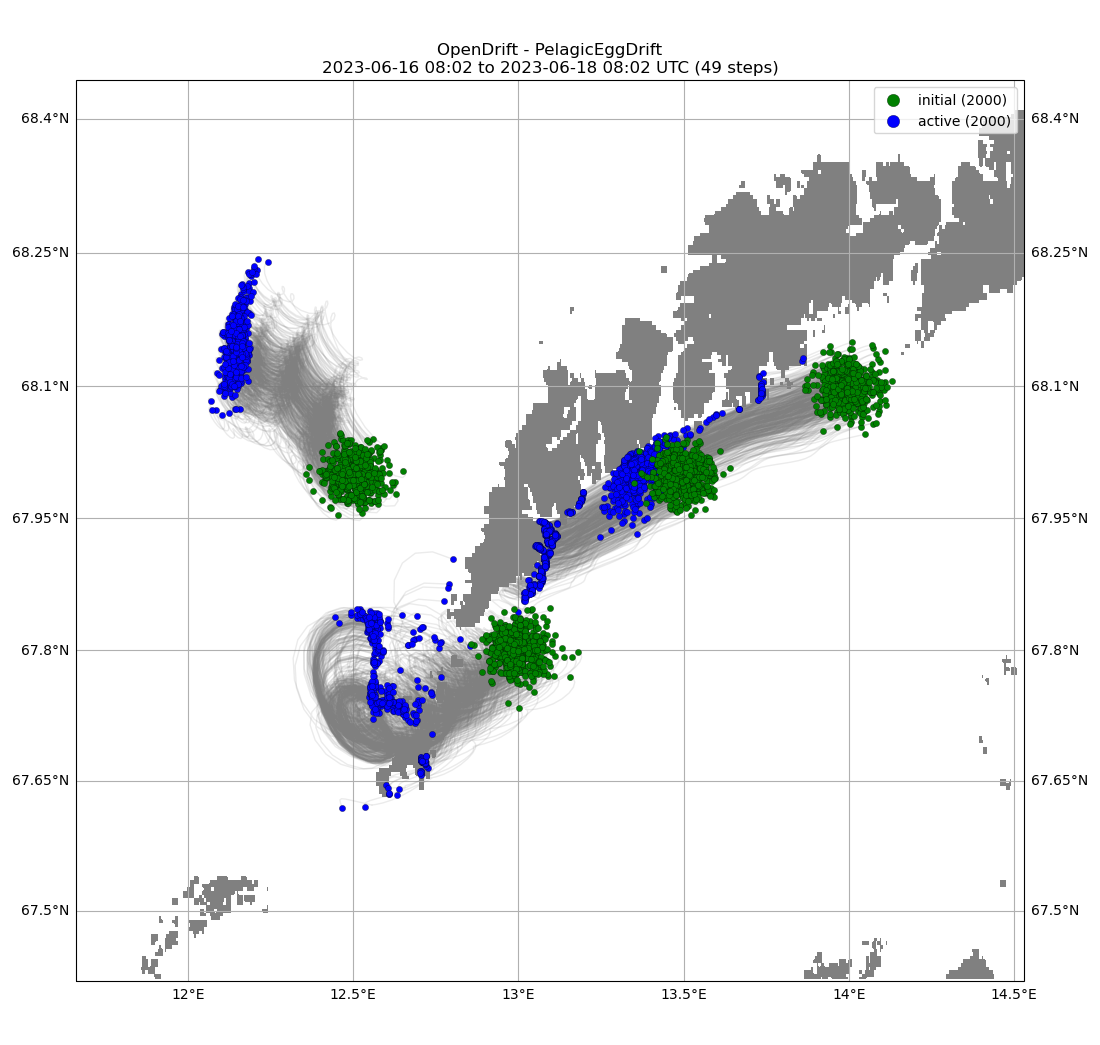 OpenDrift - PelagicEggDrift
2023-06-16 08:02 to 2023-06-18 08:02 UTC (49 steps)
initial (2000)
active (2000)
68.4°N
68.4°N
68.25°N
68.25°N
68.1°N
68.1°N
67.95°N
67.95°N
67.8°N
67.8°N
67.65°N
67.65°N
67.5°N
67.5°N
12°E
12.5°E
13°E
13.5°E
14°E
14.5°E